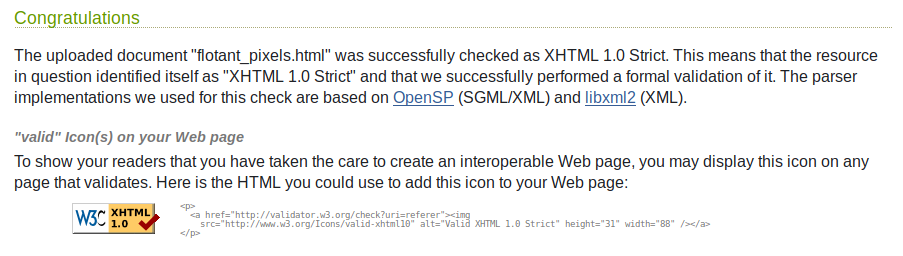 Congratulations
The uploaded document "flotant_pixels.html" was successfully checked as XHTML 1.0 Strict. This means that the resource
in question identified itself as "XHTML 1.0 Strict" and that we successfully performed a formal validation of it. The parser
implementations we used for this check are based on OpenSP (SGML/XML) and libxml2 (XML).
"valid" Icon(s) on your Web page
To show your readers that you have taken the care to create an interoperable Web page, you may display this icon on any
page that validates. Here is the HTML you could use to add this icon to your Web page:
W3C XHTML
1.0
<p>
<a href="http://validator.w3.org/check?uri=referer"><img
src="http://www.w3.org/Icons/valid-xhtml10" alt="Valid XHTML 1.0 Strict" height="31" width="88" /></a>
</p>